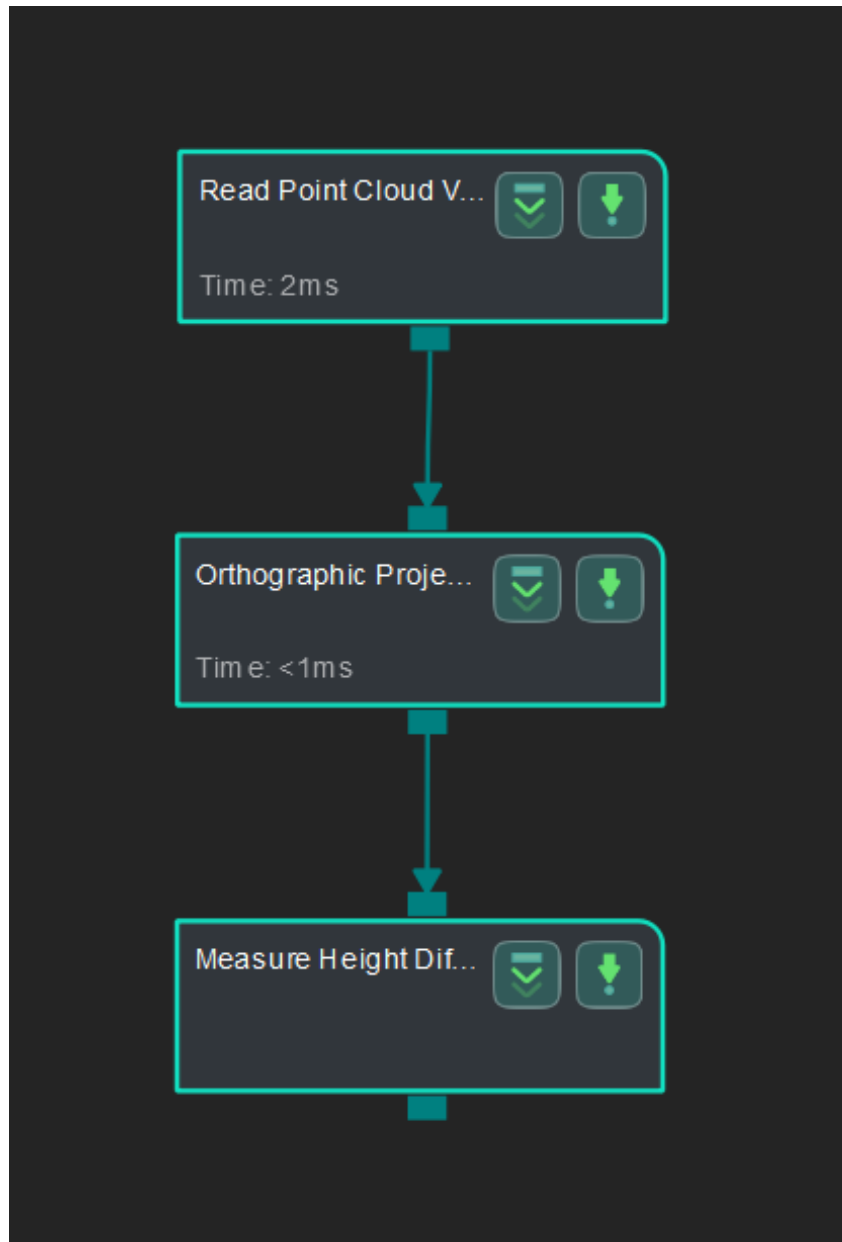 Read Point Cloud V...
Time: 2ms
Orthographic Proje...
Time: <1ms
Measure Height Dif...